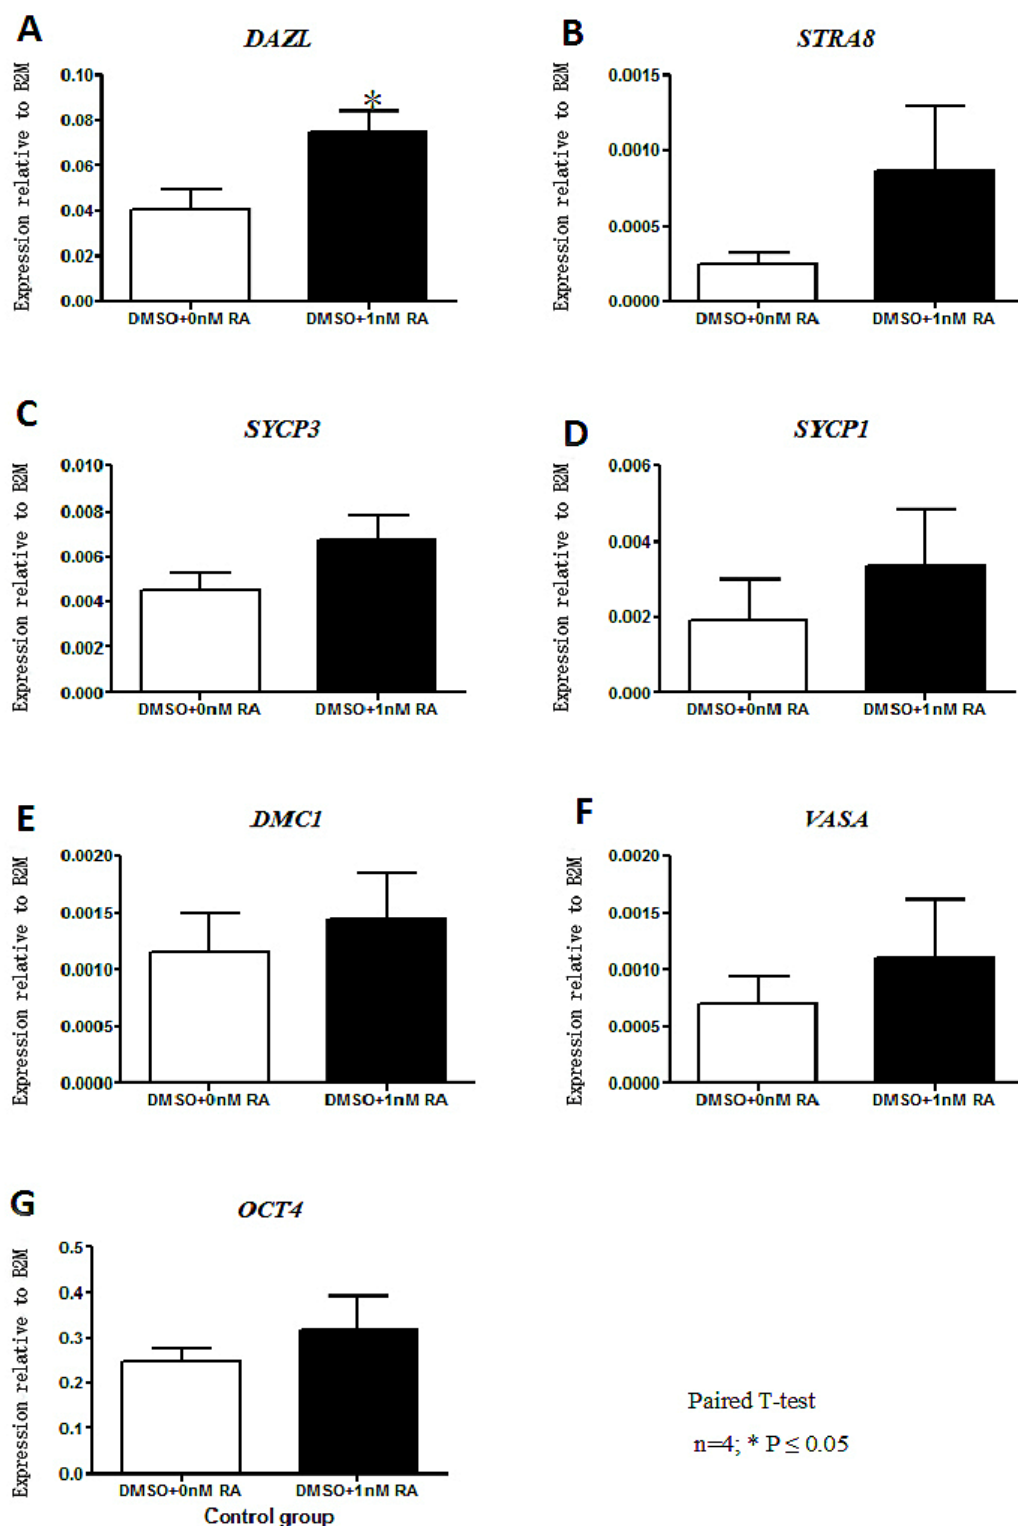 A
DAZL
Expression relative to B2M
0.10
0.08
0.06
0.04
0.02
0.00
*
DMSO+0nM RA
DMSO+1nM RA
B
STRA8
Expression relative to B2M
0.0015
0.0010
0.0005
0.0000
DMSO+0nM RA
DMSO+1nM RA
C
SYCP3
Expression relative to B2M
0.010
0.008
0.006
0.004
0.002
0.000
DMSO+0nM RA
DMSO+1nM RA
D
SYCP1
Expression relative to B2M
0.006
0.004
0.002
0.000
DMSO+0nM RA
DMSO+1nM RA
E
DMC1
Expression relative to B2M
0.0020
0.0015
0.0010
0.0005
0.0000
DMSO+0nM RA
DMSO+1nM RA
F
VASA
Expression relative to B2M
0.0020
0.0015
0.0010
0.0005
0.0000
DMSO+0nM RA
DMSO+1nM RA
G
OCT4
Expression relative to B2M
0.5
0.4
0.3
0.2
0.1
0.0
DMSO+0nM RA
DMSO+1nM RA
Control group
Paired T-test
n=4; * P ≤ 0.05